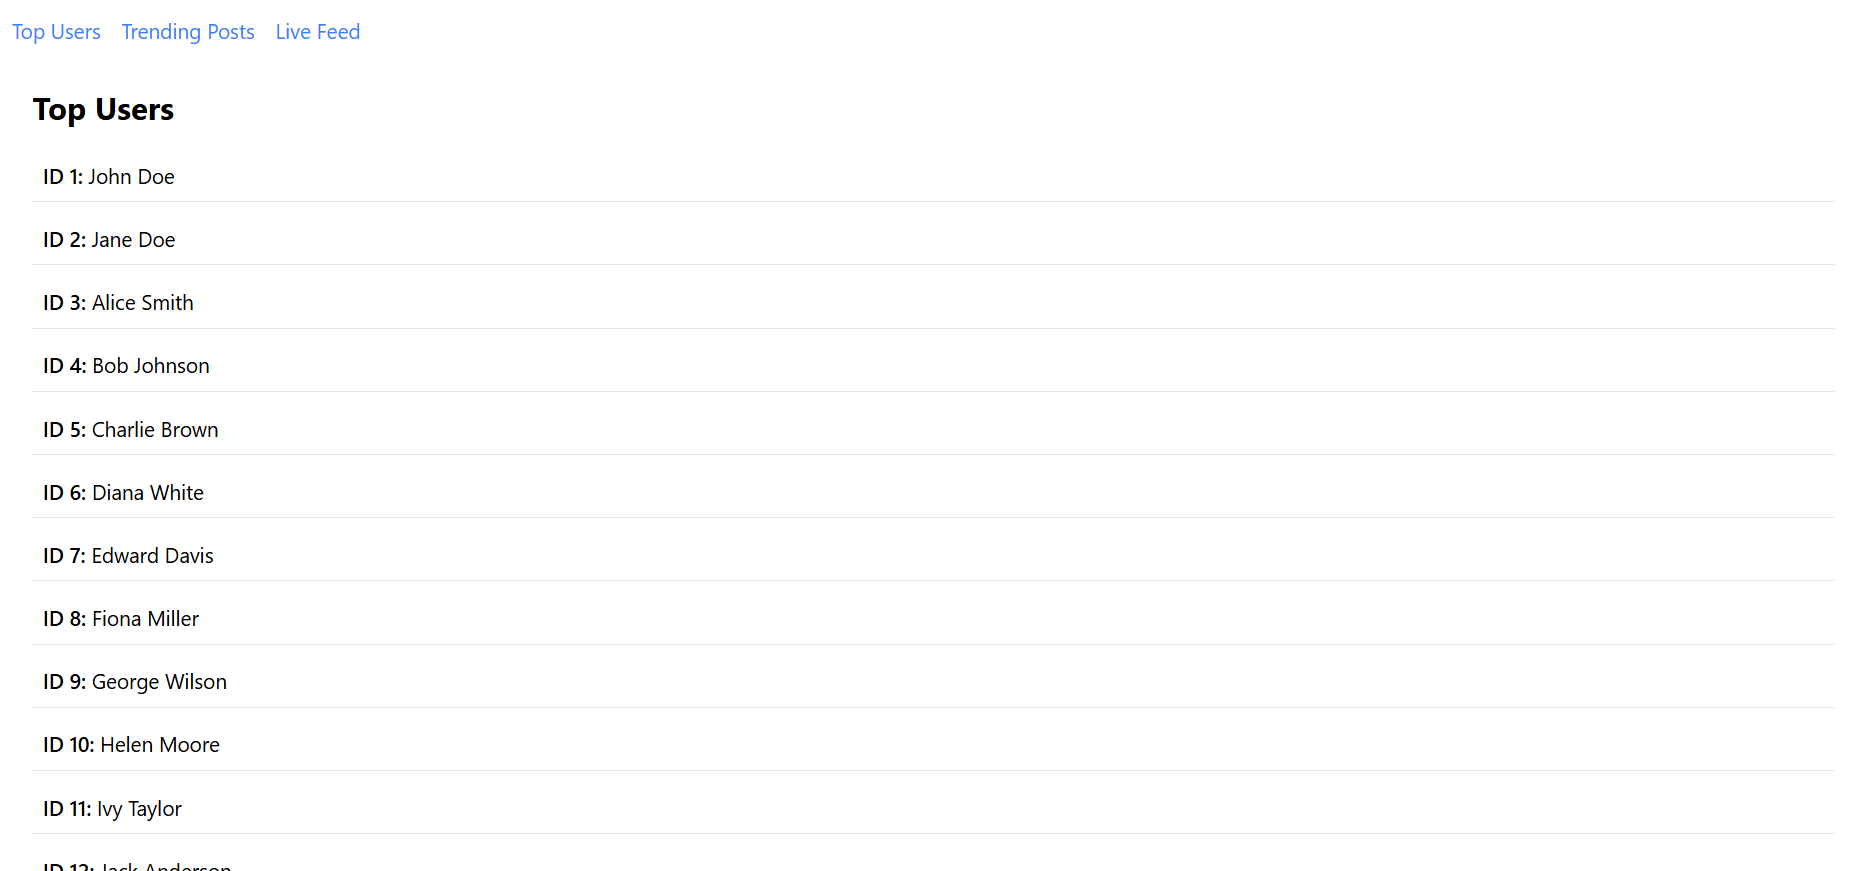 Top Users Trending Posts Live Feed
Top Users
ID 1: John Doe
ID 2: Jane Doe
ID 3: Alice Smith
ID 4: Bob Johnson
ID 5: Charlie Brown
ID 6: Diana White
ID 7: Edward Davis
ID 8: Fiona Miller
ID 9: George Wilson
ID 10: Helen Moore
ID 11: Ivy Taylor
ID 12: Jack Anderson